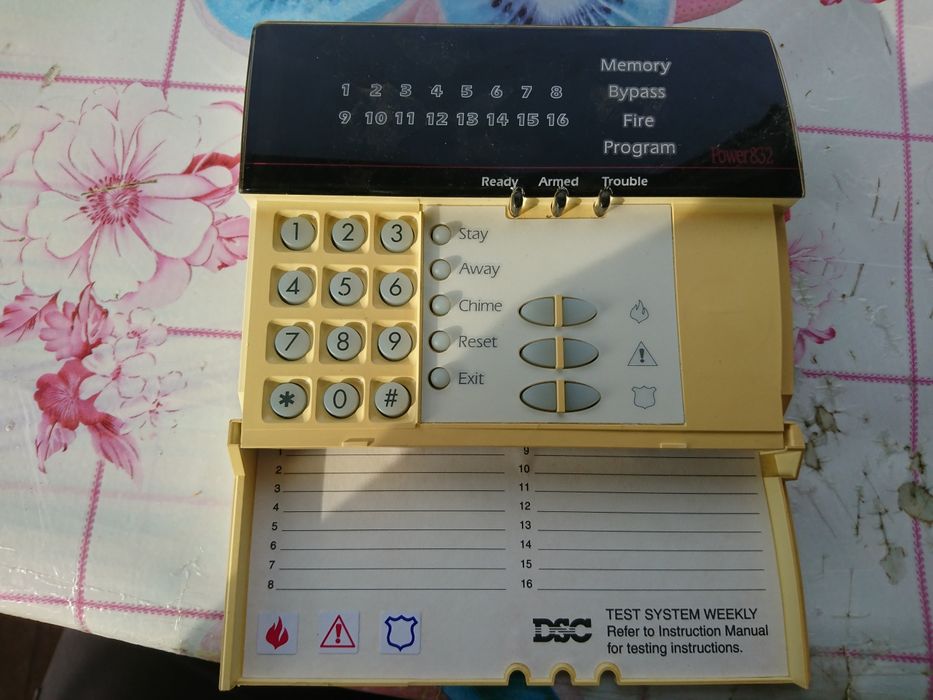 Memory
1 2 3 4 5 6 7 8 Bypass
9 10 11 12 13 14 15 16 Fire
Program Power832
Ready Armed Trouble
1 2 3 Stay
4 5 6 Away
Chime
7 8 9 Reset
* 0 # Exit
1 9
2 10
3 11
4 12
5 13
6 14
7 15
8 16
DSC TEST SYSTEM WEEKLY
Refer to Instruction Manual
for testing instructions.